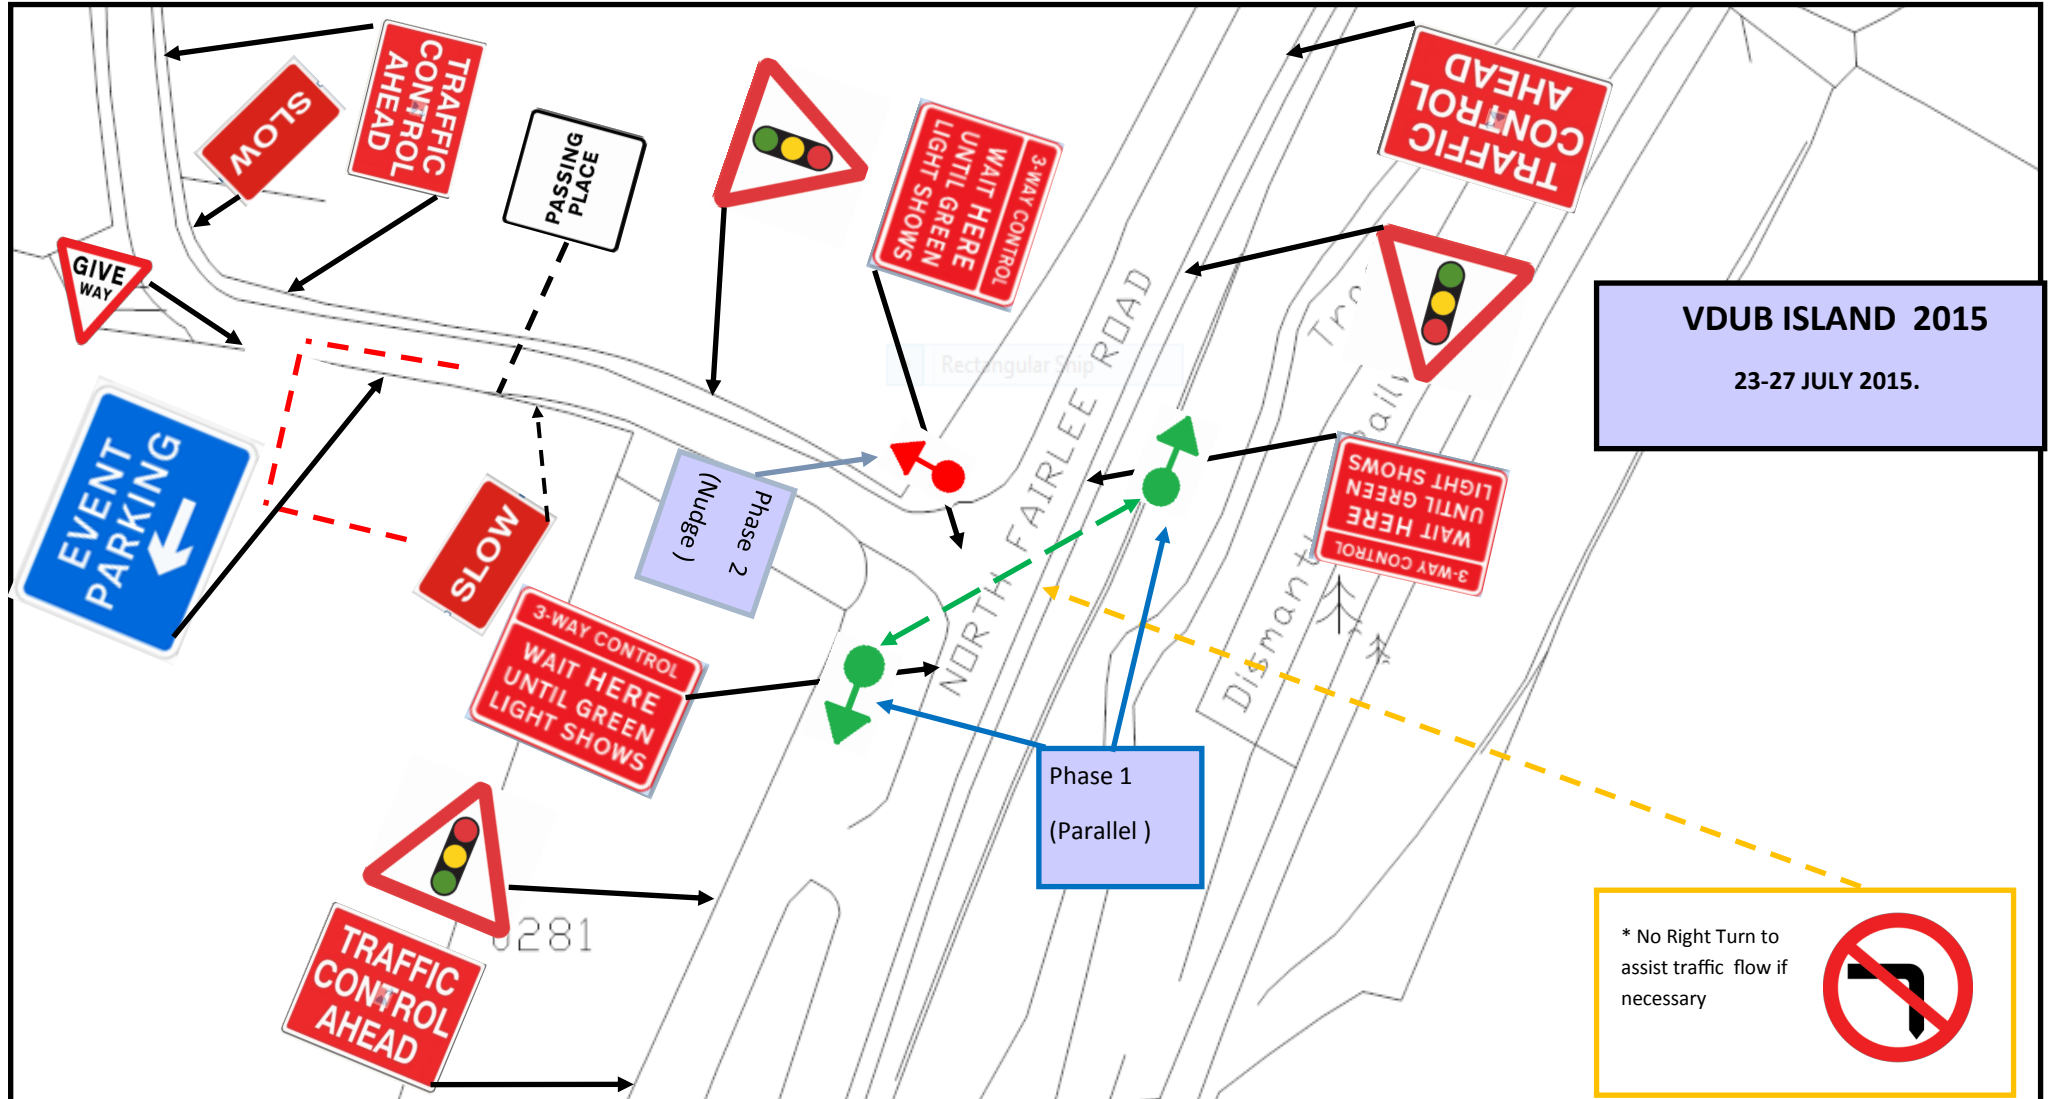 TRAFFIC
CONTROL
AHEAD
SLOW
PASSING
PLACE
GIVE
WAY
3-WAY CONTROL
WAIT HERE
UNTIL GREEN
LIGHT SHOWS
TRAFFIC
CONTROL
AHEAD
VDUB ISLAND 2015
23-27 JULY 2015.
NORTH FAIRLEE ROAD
Rectangular Ship
EVENT
PARKING
SLOW
Phase 2
(Nudge )
3-WAY CONTROL
WAIT HERE
UNTIL GREEN
LIGHT SHOWS
3-WAY CONTROL
WAIT HERE
UNTIL GREEN
LIGHT SHOWS
Phase 1
(Parallel )
TRAFFIC
CONTROL
AHEAD
* No Right Turn to
assist traffic flow if
necessary